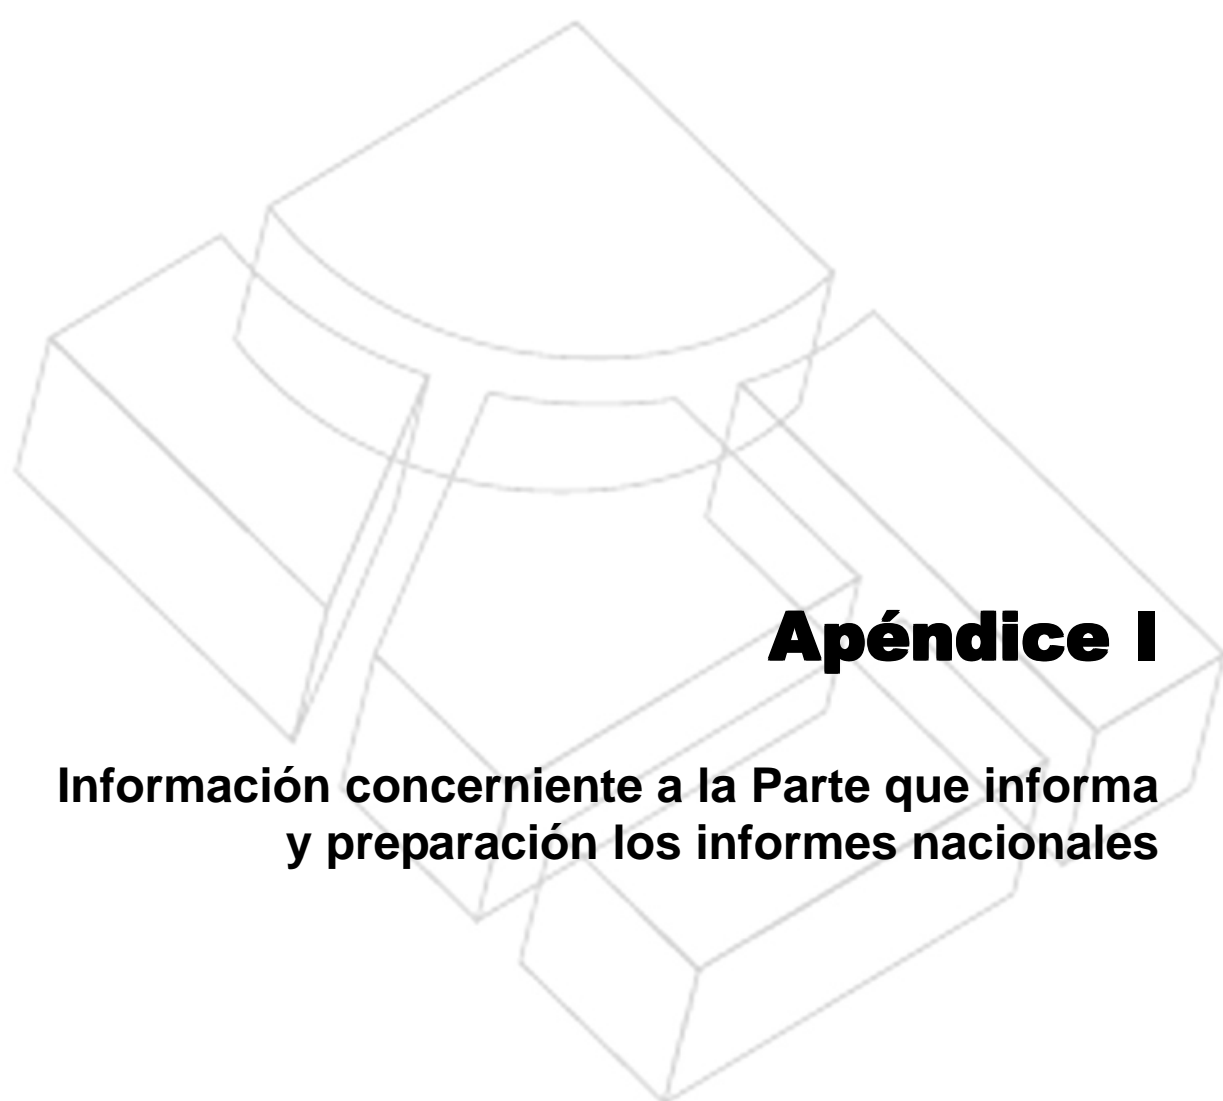 Apéndice I
Información concerniente a la Parte que informa
y preparación los informes nacionales